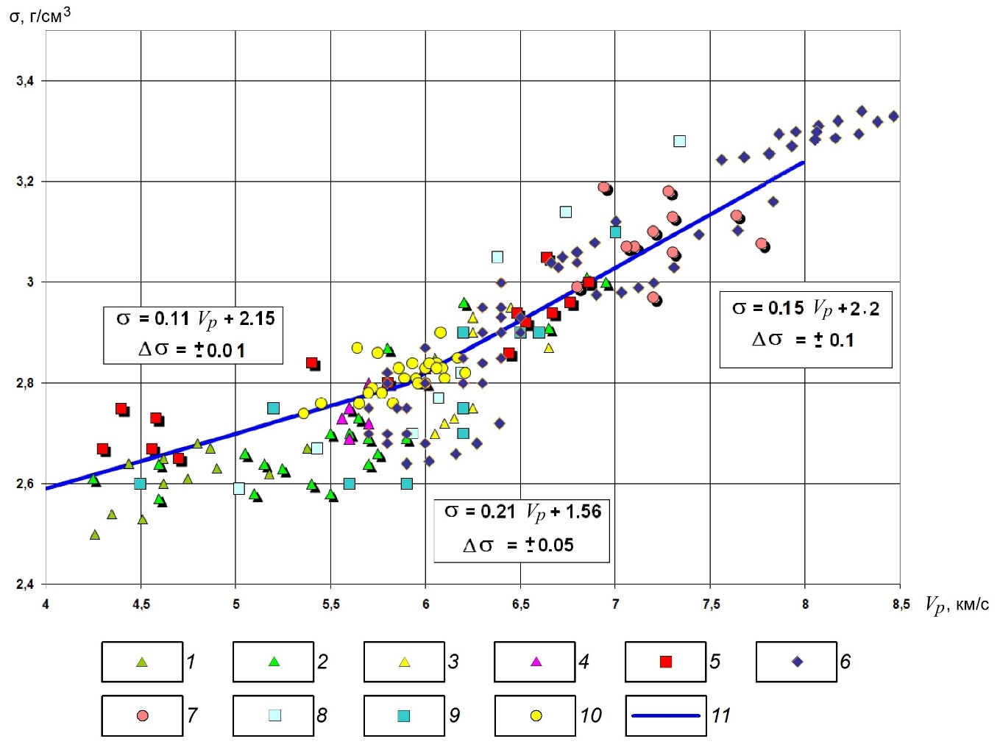 σ, г/см³
3,4
3,2
3
σ = 0.11 Vp + 2.15
Δσ = ±0.01
σ = 0.15 Vp +2.2
Δσ = ± 0.1
2,8
2,6
σ = 0.21 Vp + 1.56
Δσ = ±0.05
2,4
4 4,5 5 5,5 6 6,5 7 7,5 8 8,5 Vp, км/с
1 2 3 4 5 6
7 8 9 10 11